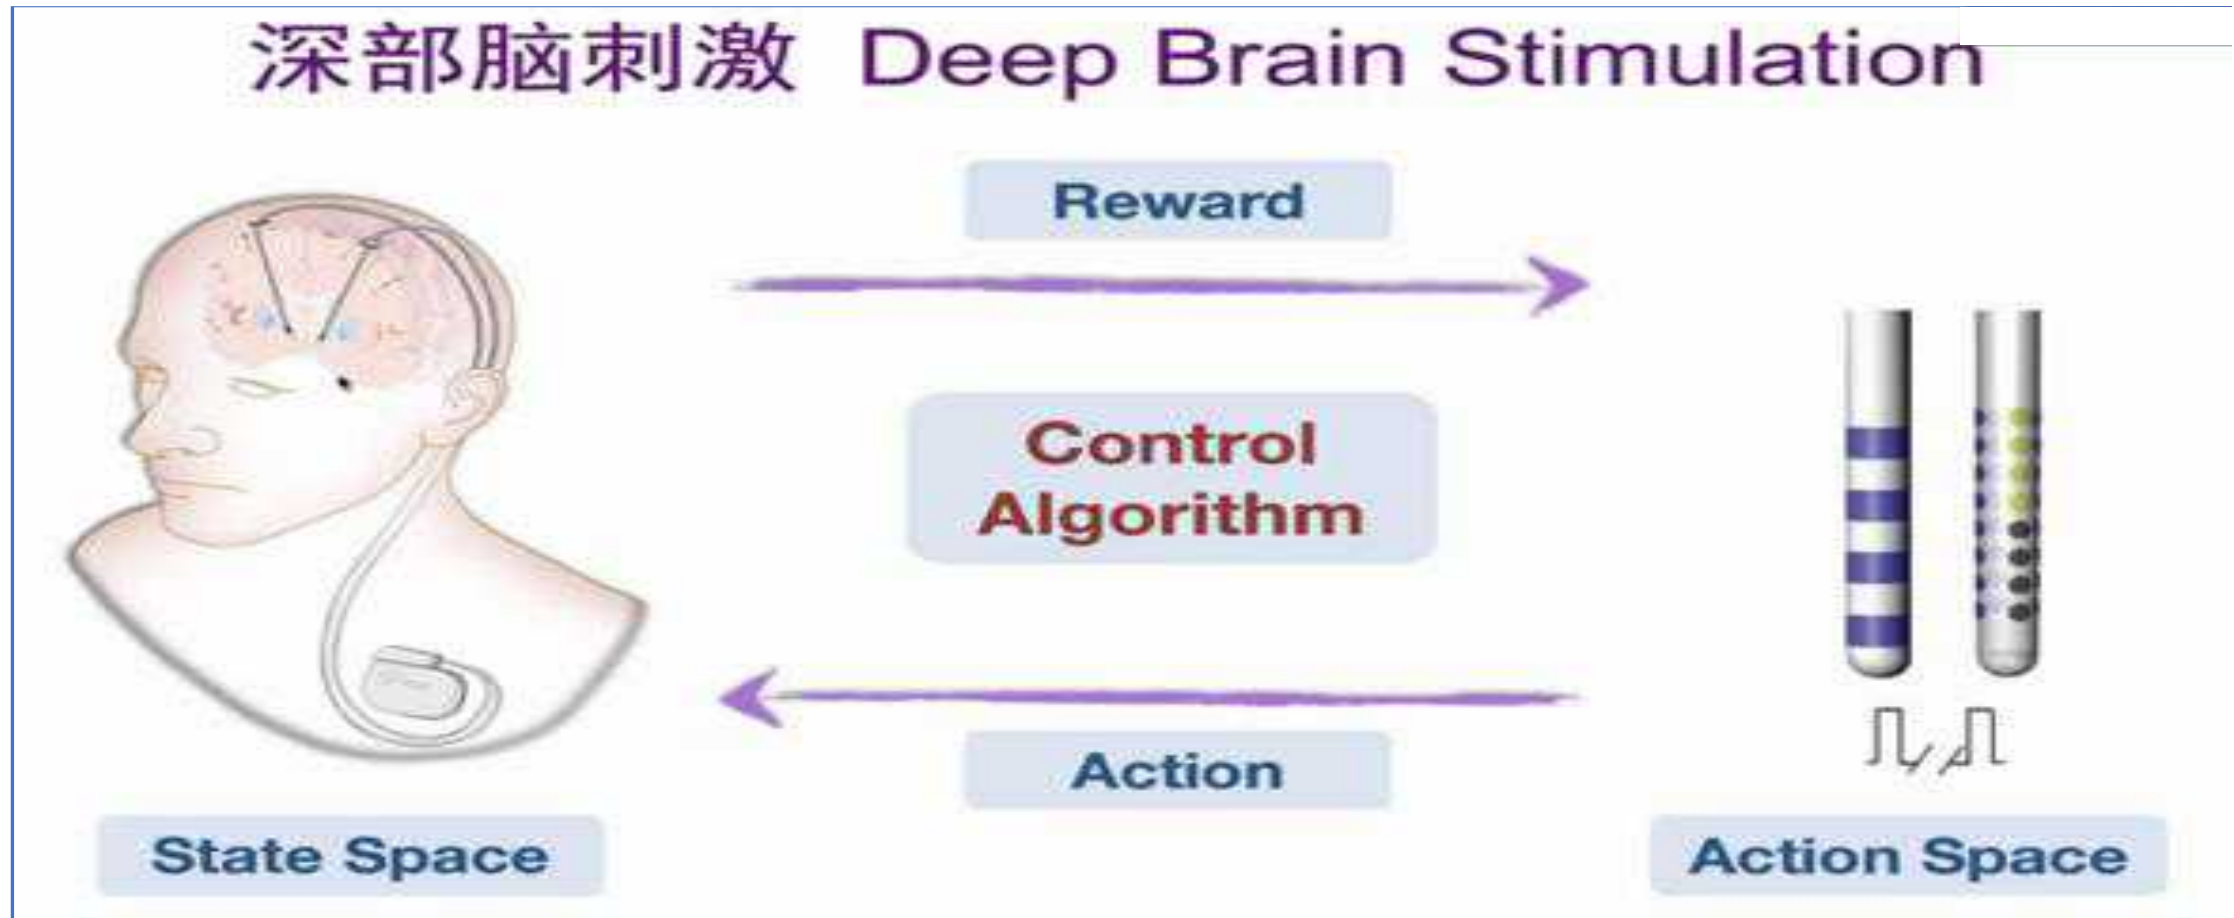 深部脑刺激 Deep Brain Stimulation
Reward
Control
Algorithm
Action
State Space
Action Space